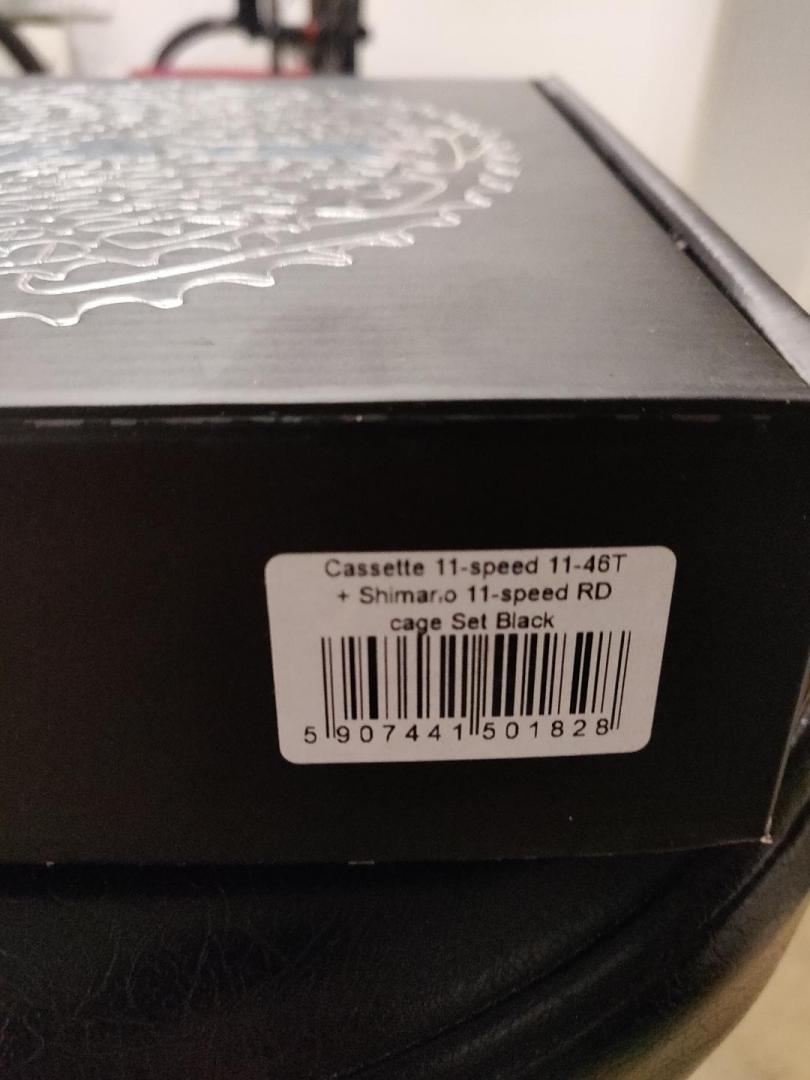 Cassette 11-speed 11-46T
+ Shimano 11-speed RD
cage Set Black
5 907441 501828